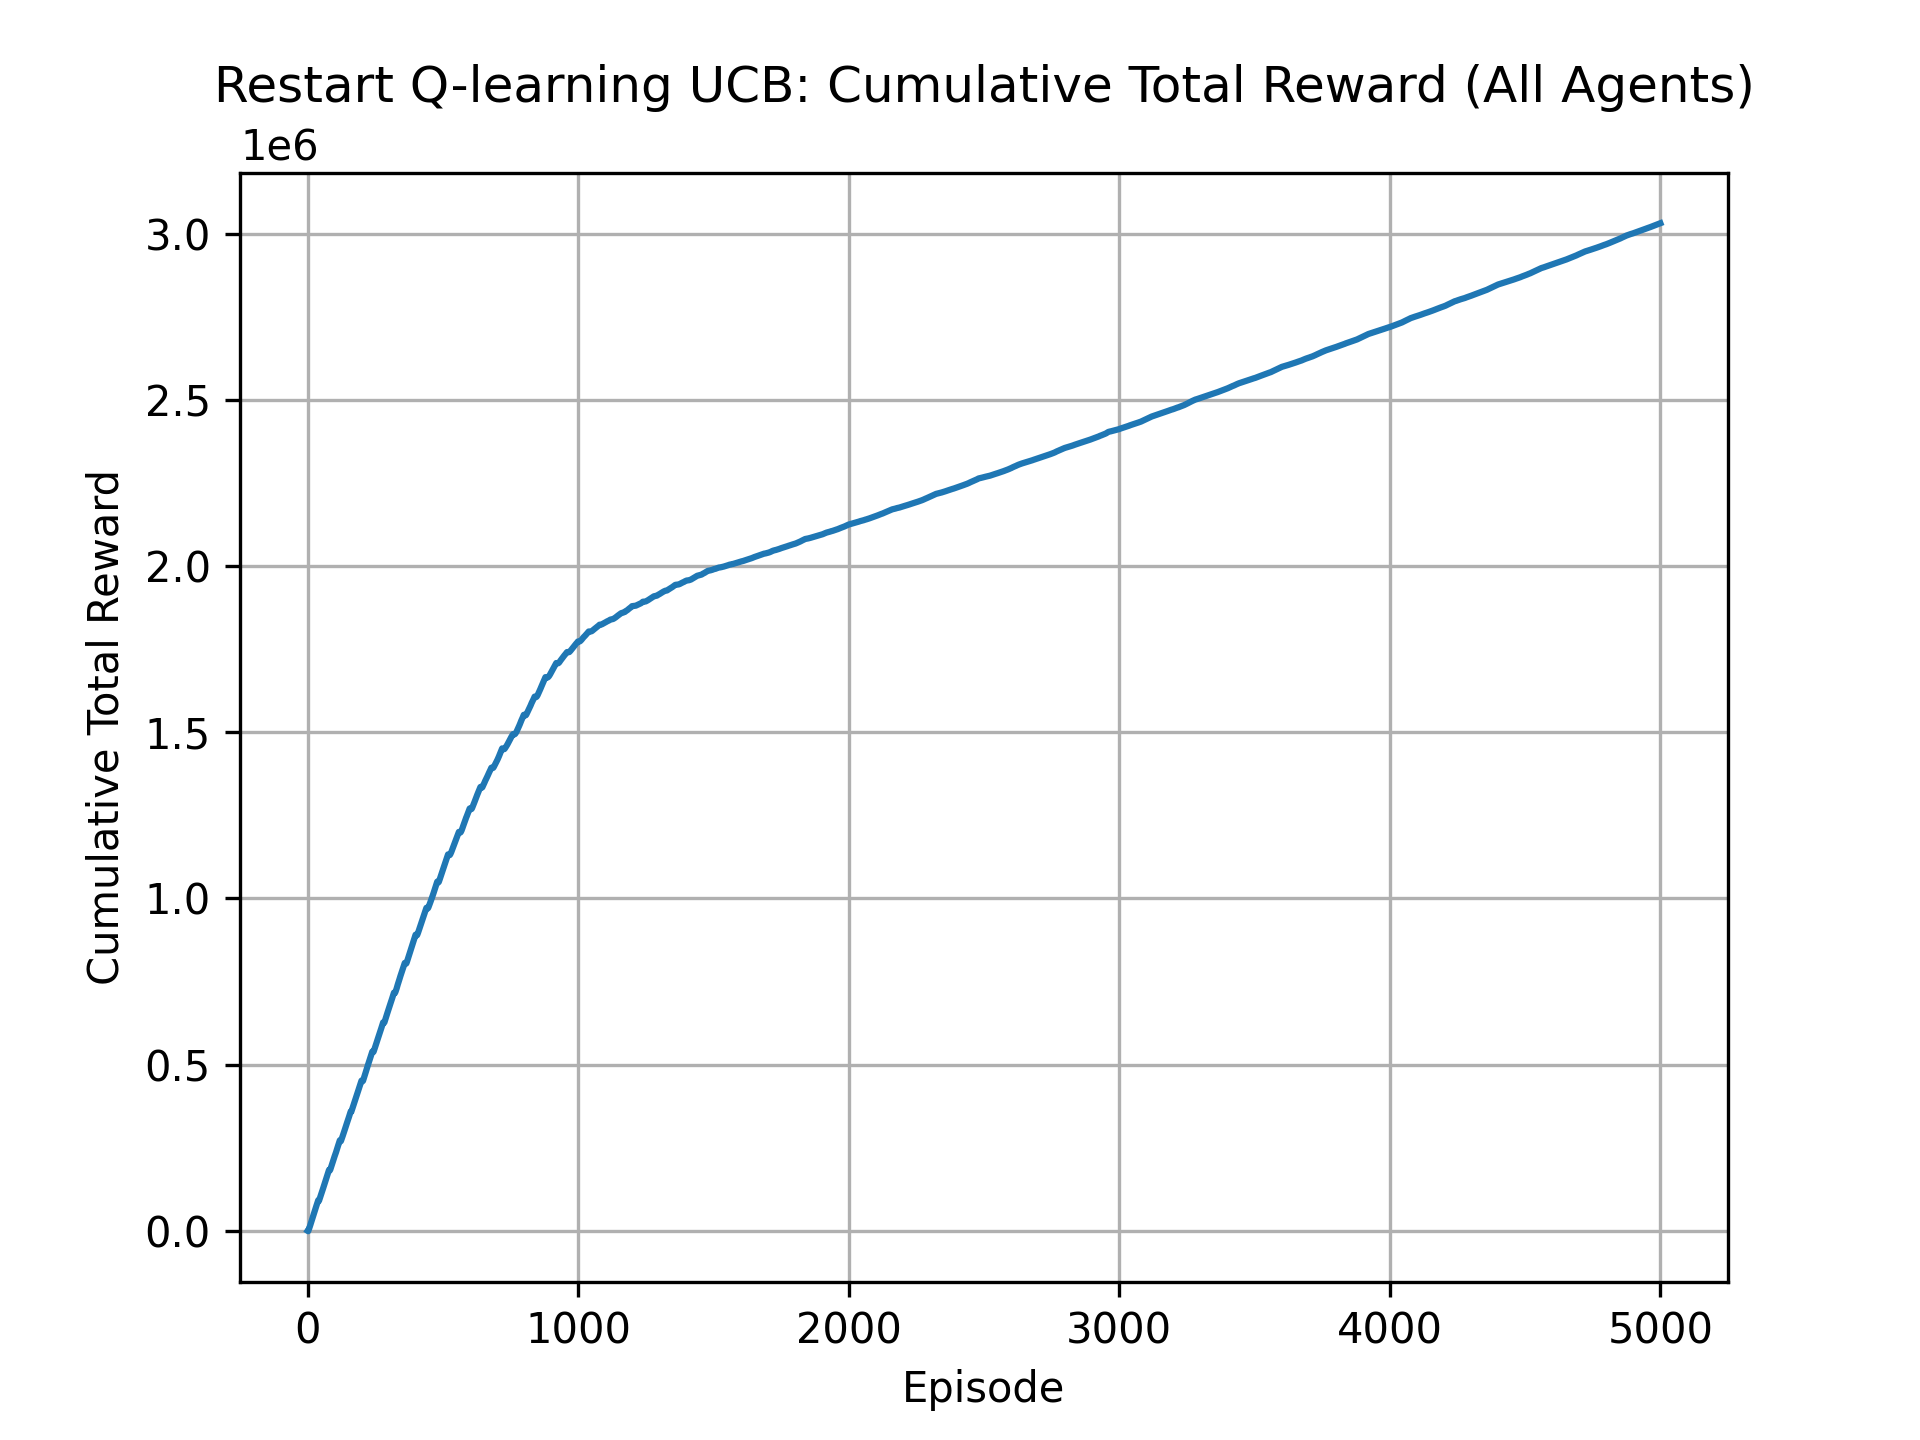 Restart Q-learning UCB: Cumulative Total Reward (All Agents)
1e6
3.0
2.5
2.0
1.5
1.0
0.5
0.0
Cumulative Total Reward
0 1000 2000 3000 4000 5000
Episode